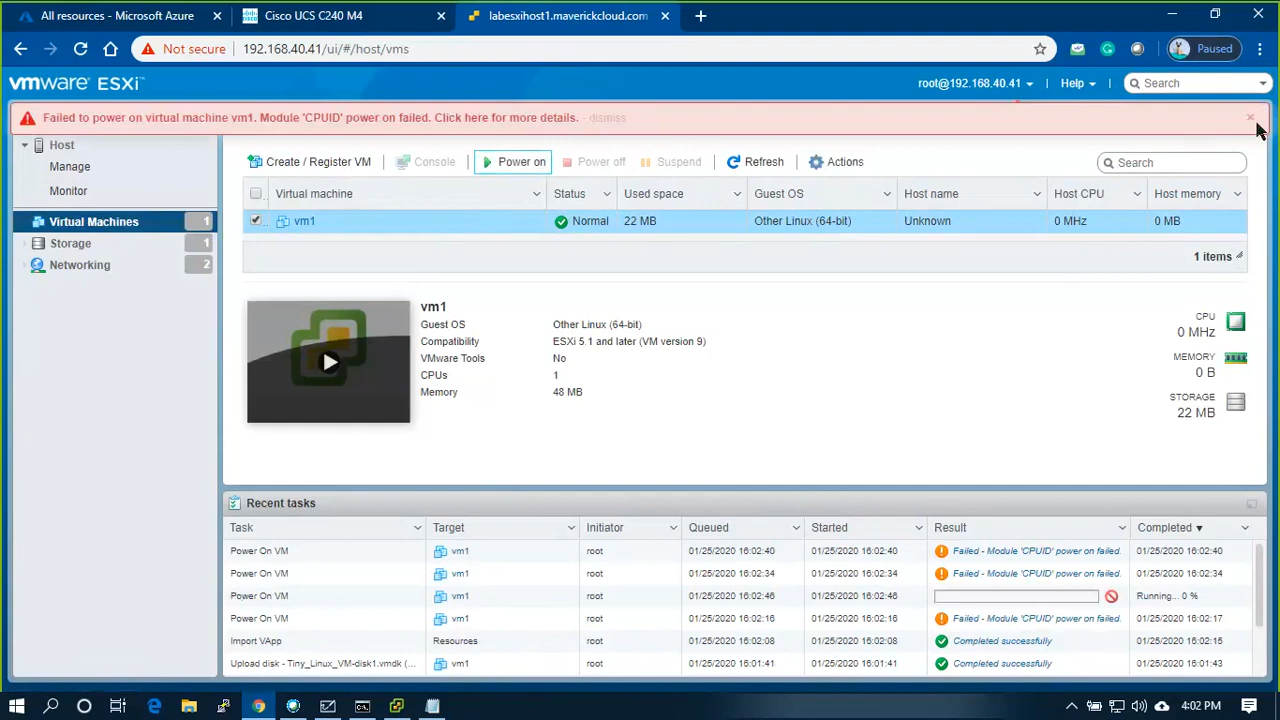 All resources - Microsoft Azure
Cisco UCS C240 M4
labesxihost1.maverickcloud.com
Not secure
192.168.40.41/ui/#/host/vms
Paused
vmware ESXi
root@192.168.40.41
Help
Search
Failed to power on virtual machine vm1. Module 'CPUID' power on failed. Click here for more details. - dismiss
Host
Manage
Monitor
Virtual Machines 1
Storage 1
Networking 2
Create / Register VM
Console
Power on
Power off
Suspend
Refresh
Actions
Search
Virtual machine Status Used space Guest OS Host name Host CPU Host memory
vm1 Normal 22 MB Other Linux (64-bit) Unknown 0 MHz 0 MB
1 items
vm1
Guest OS Other Linux (64-bit)
Compatibility ESXi 5.1 and later (VM version 9)
VMware Tools No
CPUs 1
Memory 48 MB
CPU
0 MHz
MEMORY
0 B
STORAGE
22 MB
Recent tasks
Task Target Initiator Queued Started Result Completed
Power On VM vm1 root 01/25/2020 16:02:40 01/25/2020 16:02:40 Failed - Module 'CPUID' power on failed. 01/25/2020 16:02:40
Power On VM vm1 root 01/25/2020 16:02:34 01/25/2020 16:02:34 Failed - Module 'CPUID' power on failed. 01/25/2020 16:02:34
Power On VM vm1 root 01/25/2020 16:02:46 01/25/2020 16:02:46 Running... 0 %
Power On VM vm1 root 01/25/2020 16:02:16 01/25/2020 16:02:16 Failed - Module 'CPUID' power on failed. 01/25/2020 16:02:17
Import VApp Resources root 01/25/2020 16:02:08 01/25/2020 16:02:08 Completed successfully 01/25/2020 16:02:15
Upload disk - Tiny_Linux_VM-disk1.vmdk (... vm1 root 01/25/2020 16:01:41 01/25/2020 16:01:41 Completed successfully 01/25/2020 16:01:43
4:02 PM